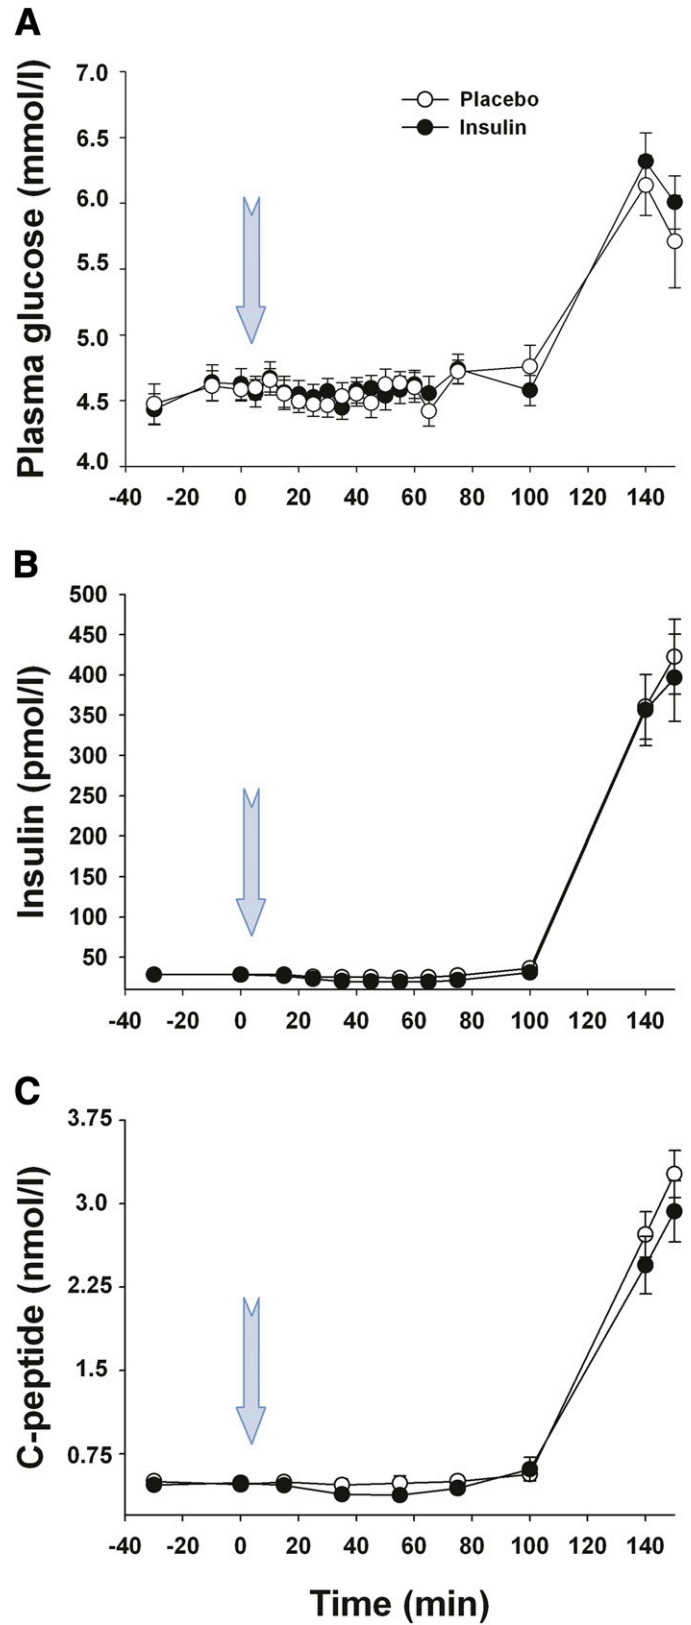 A
Plasma glucose (mmol/l)
7.0
6.5
6.0
5.5
5.0
4.5
4.0
Placebo
Insulin
-40 -20 0 20 40 60 80 100 120 140
B
Insulin (pmol/l)
500
450
400
350
300
250
200
150
100
50
-40 -20 0 20 40 60 80 100 120 140
C
C-peptide (nmol/l)
3.75
3.0
2.25
1.5
0.75
-40 -20 0 20 40 60 80 100 120 140
Time (min)